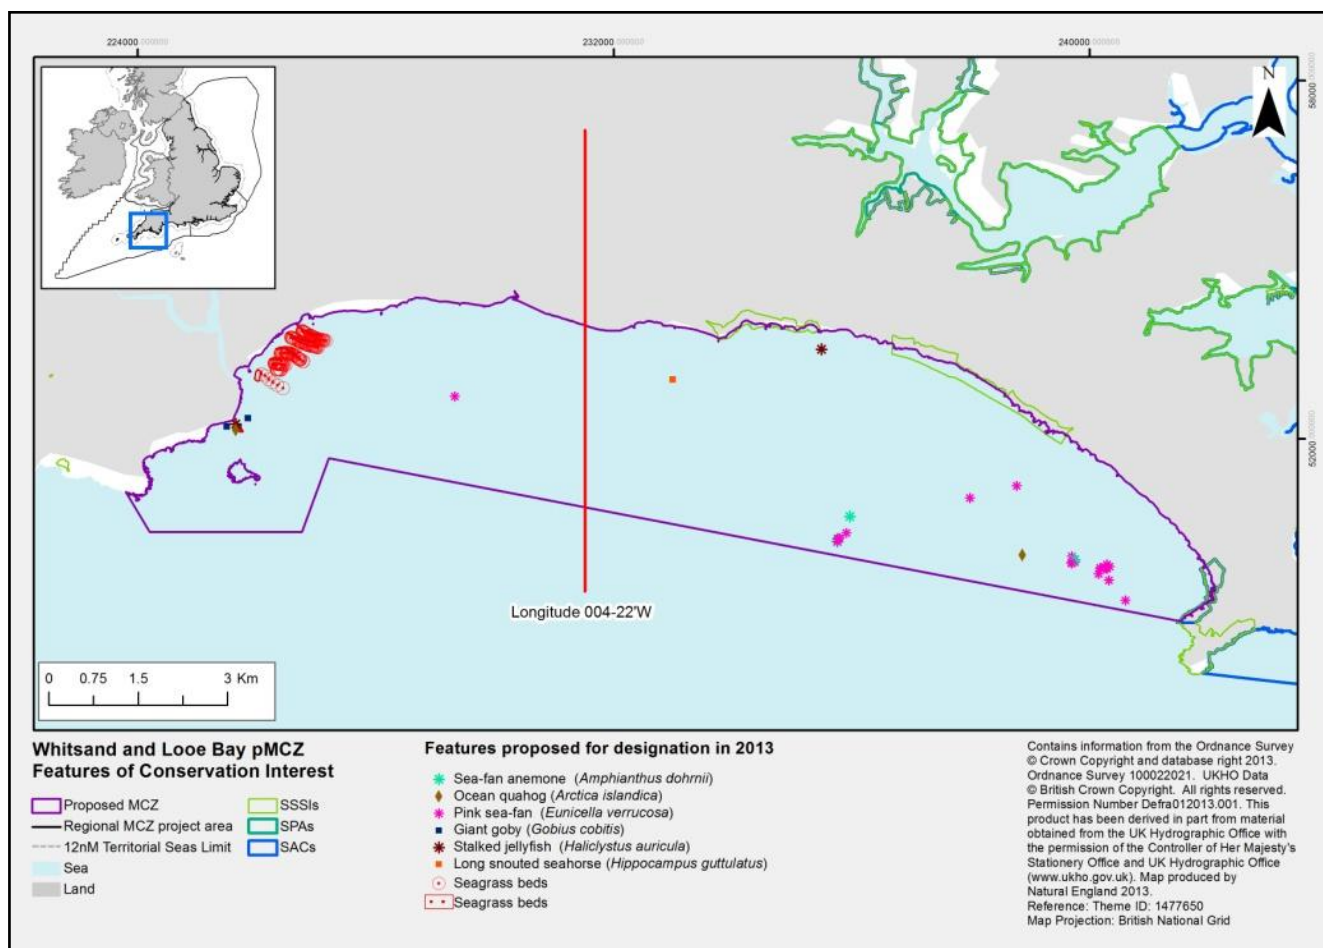 224000.000000
232000.000000
240000.000000
58000.000000
N
52000.000000
Longitude 004-22'W
0 0.75 1.5 3 Km
Whitsand and Looe Bay pMCZ
Features of Conservation Interest
Proposed MCZ
Regional MCZ project area
12nM Territorial Seas Limit
Sea
Land
SSSIs
SPAs
SACs
Features proposed for designation in 2013
Sea-fan anemone (Amphianthus dohrnii)
Ocean quahog (Arctica islandica)
Pink sea-fan (Eunicella verrucosa)
Giant goby (Gobius cobitis)
Stalked jellyfish (Haliclystus auricula)
Long snouted seahorse (Hippocampus guttulatus)
Seagrass beds
Seagrass beds
Contains information from the Ordnance Survey
© Crown Copyright and database right 2013.
Ordnance Survey 100022021. UKHO Data
© British Crown Copyright. All rights reserved.
Permission Number Defra012013.001. This
product has been derived in part from material
obtained from the UK Hydrographic Office with
the permission of the Controller of Her Majesty's
Stationery Office and UK Hydrographic Office
(www.ukho.gov.uk). Map produced by
Natural England 2013.
Reference: Theme ID: 1477650
Map Projection: British National Grid